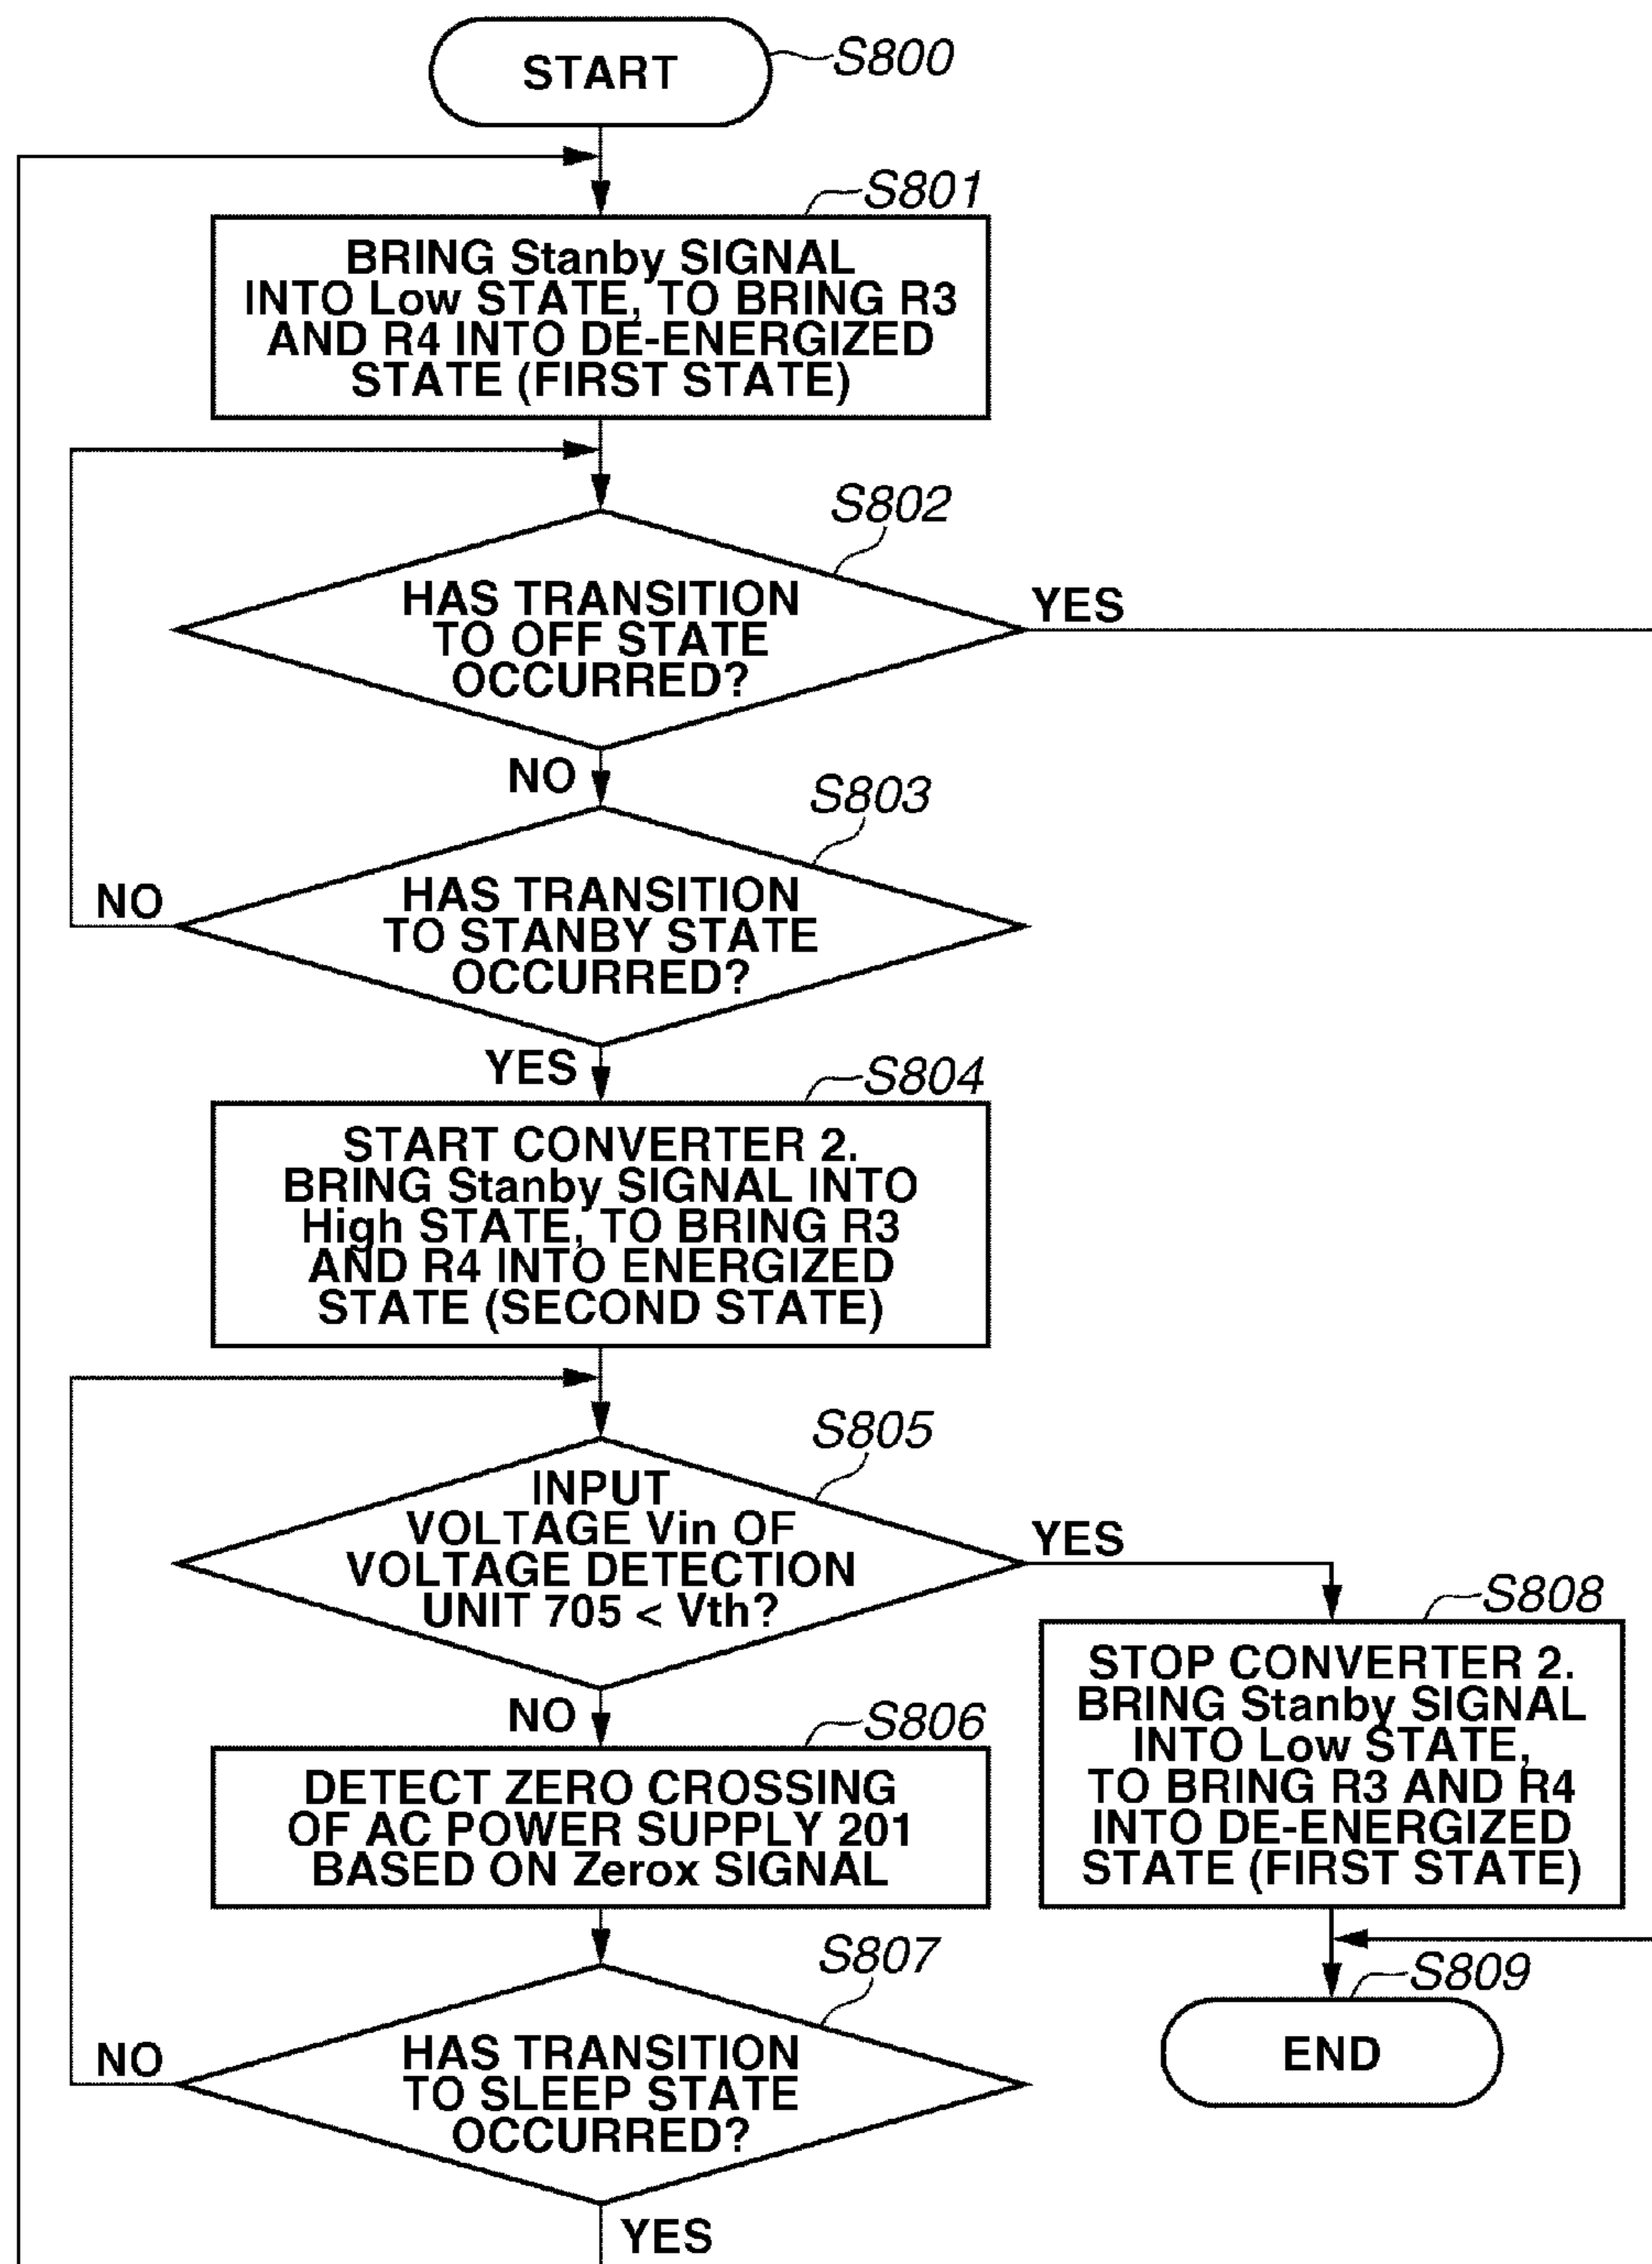 START
S800
S801
BRING Stanby SIGNAL
INTO Low STATE, TO BRING R3
AND R4 INTO DE-ENERGIZED
STATE (FIRST STATE)
S802
HAS TRANSITION
TO OFF STATE
OCCURRED?
YES
NO
S803
HAS TRANSITION
TO STANBY STATE
OCCURRED?
NO
YES
S804
START CONVERTER 2.
BRING Stanby SIGNAL INTO
High STATE, TO BRING R3
AND R4 INTO ENERGIZED
STATE (SECOND STATE)
S805
INPUT
VOLTAGE Vin OF
VOLTAGE DETECTION
UNIT 705 < Vth?
YES
NO
S808
STOP CONVERTER 2.
BRING Stanby SIGNAL
INTO Low STATE,
TO BRING R3 AND R4
INTO DE-ENERGIZED
STATE (FIRST STATE)
S806
DETECT ZERO CROSSING
OF AC POWER SUPPLY 201
BASED ON Zerox SIGNAL
S807
HAS TRANSITION
TO SLEEP STATE
OCCURRED?
NO
YES
S809
END